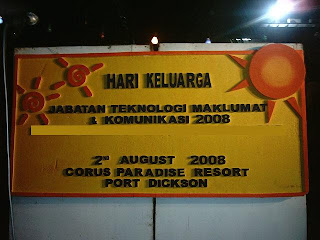 HARI KELUARGA
JABATAN TEKNOLOGI MAKLUMAT
& KOMUNIKASI 2008
2ND AUGUST 2008
CORUS PARADISE RESORT
PORT DICKSON